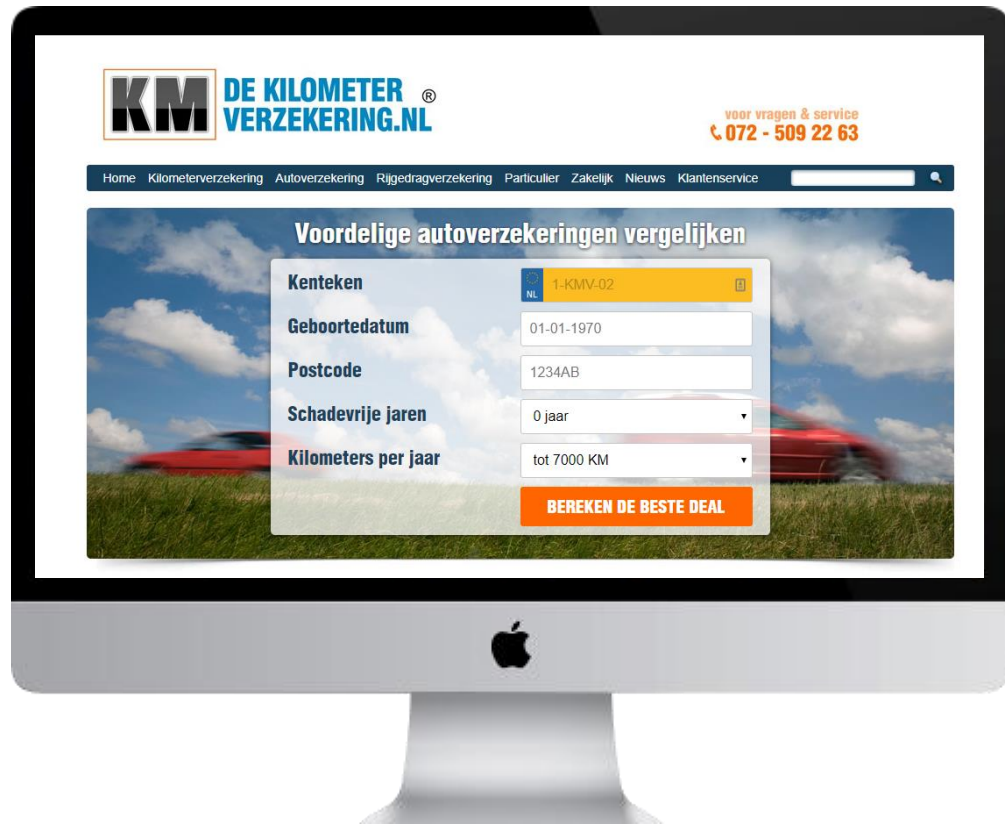 KM DE KILOMETER ®
VERZEKERING.NL
voor vragen & service
072 - 509 22 63
Home Kilometerverzekering Autoverzekering Rijgedragverzekering Particulier Zakelijk Nieuws Klantenservice
Voordelige autoverzekeringen vergelijken
Kenteken NL 1-KMV-02
Geboortedatum 01-01-1970
Postcode 1234AB
Schadevrije jaren 0 jaar
Kilometers per jaar tot 7000 KM
BEREKEN DE BESTE DEAL